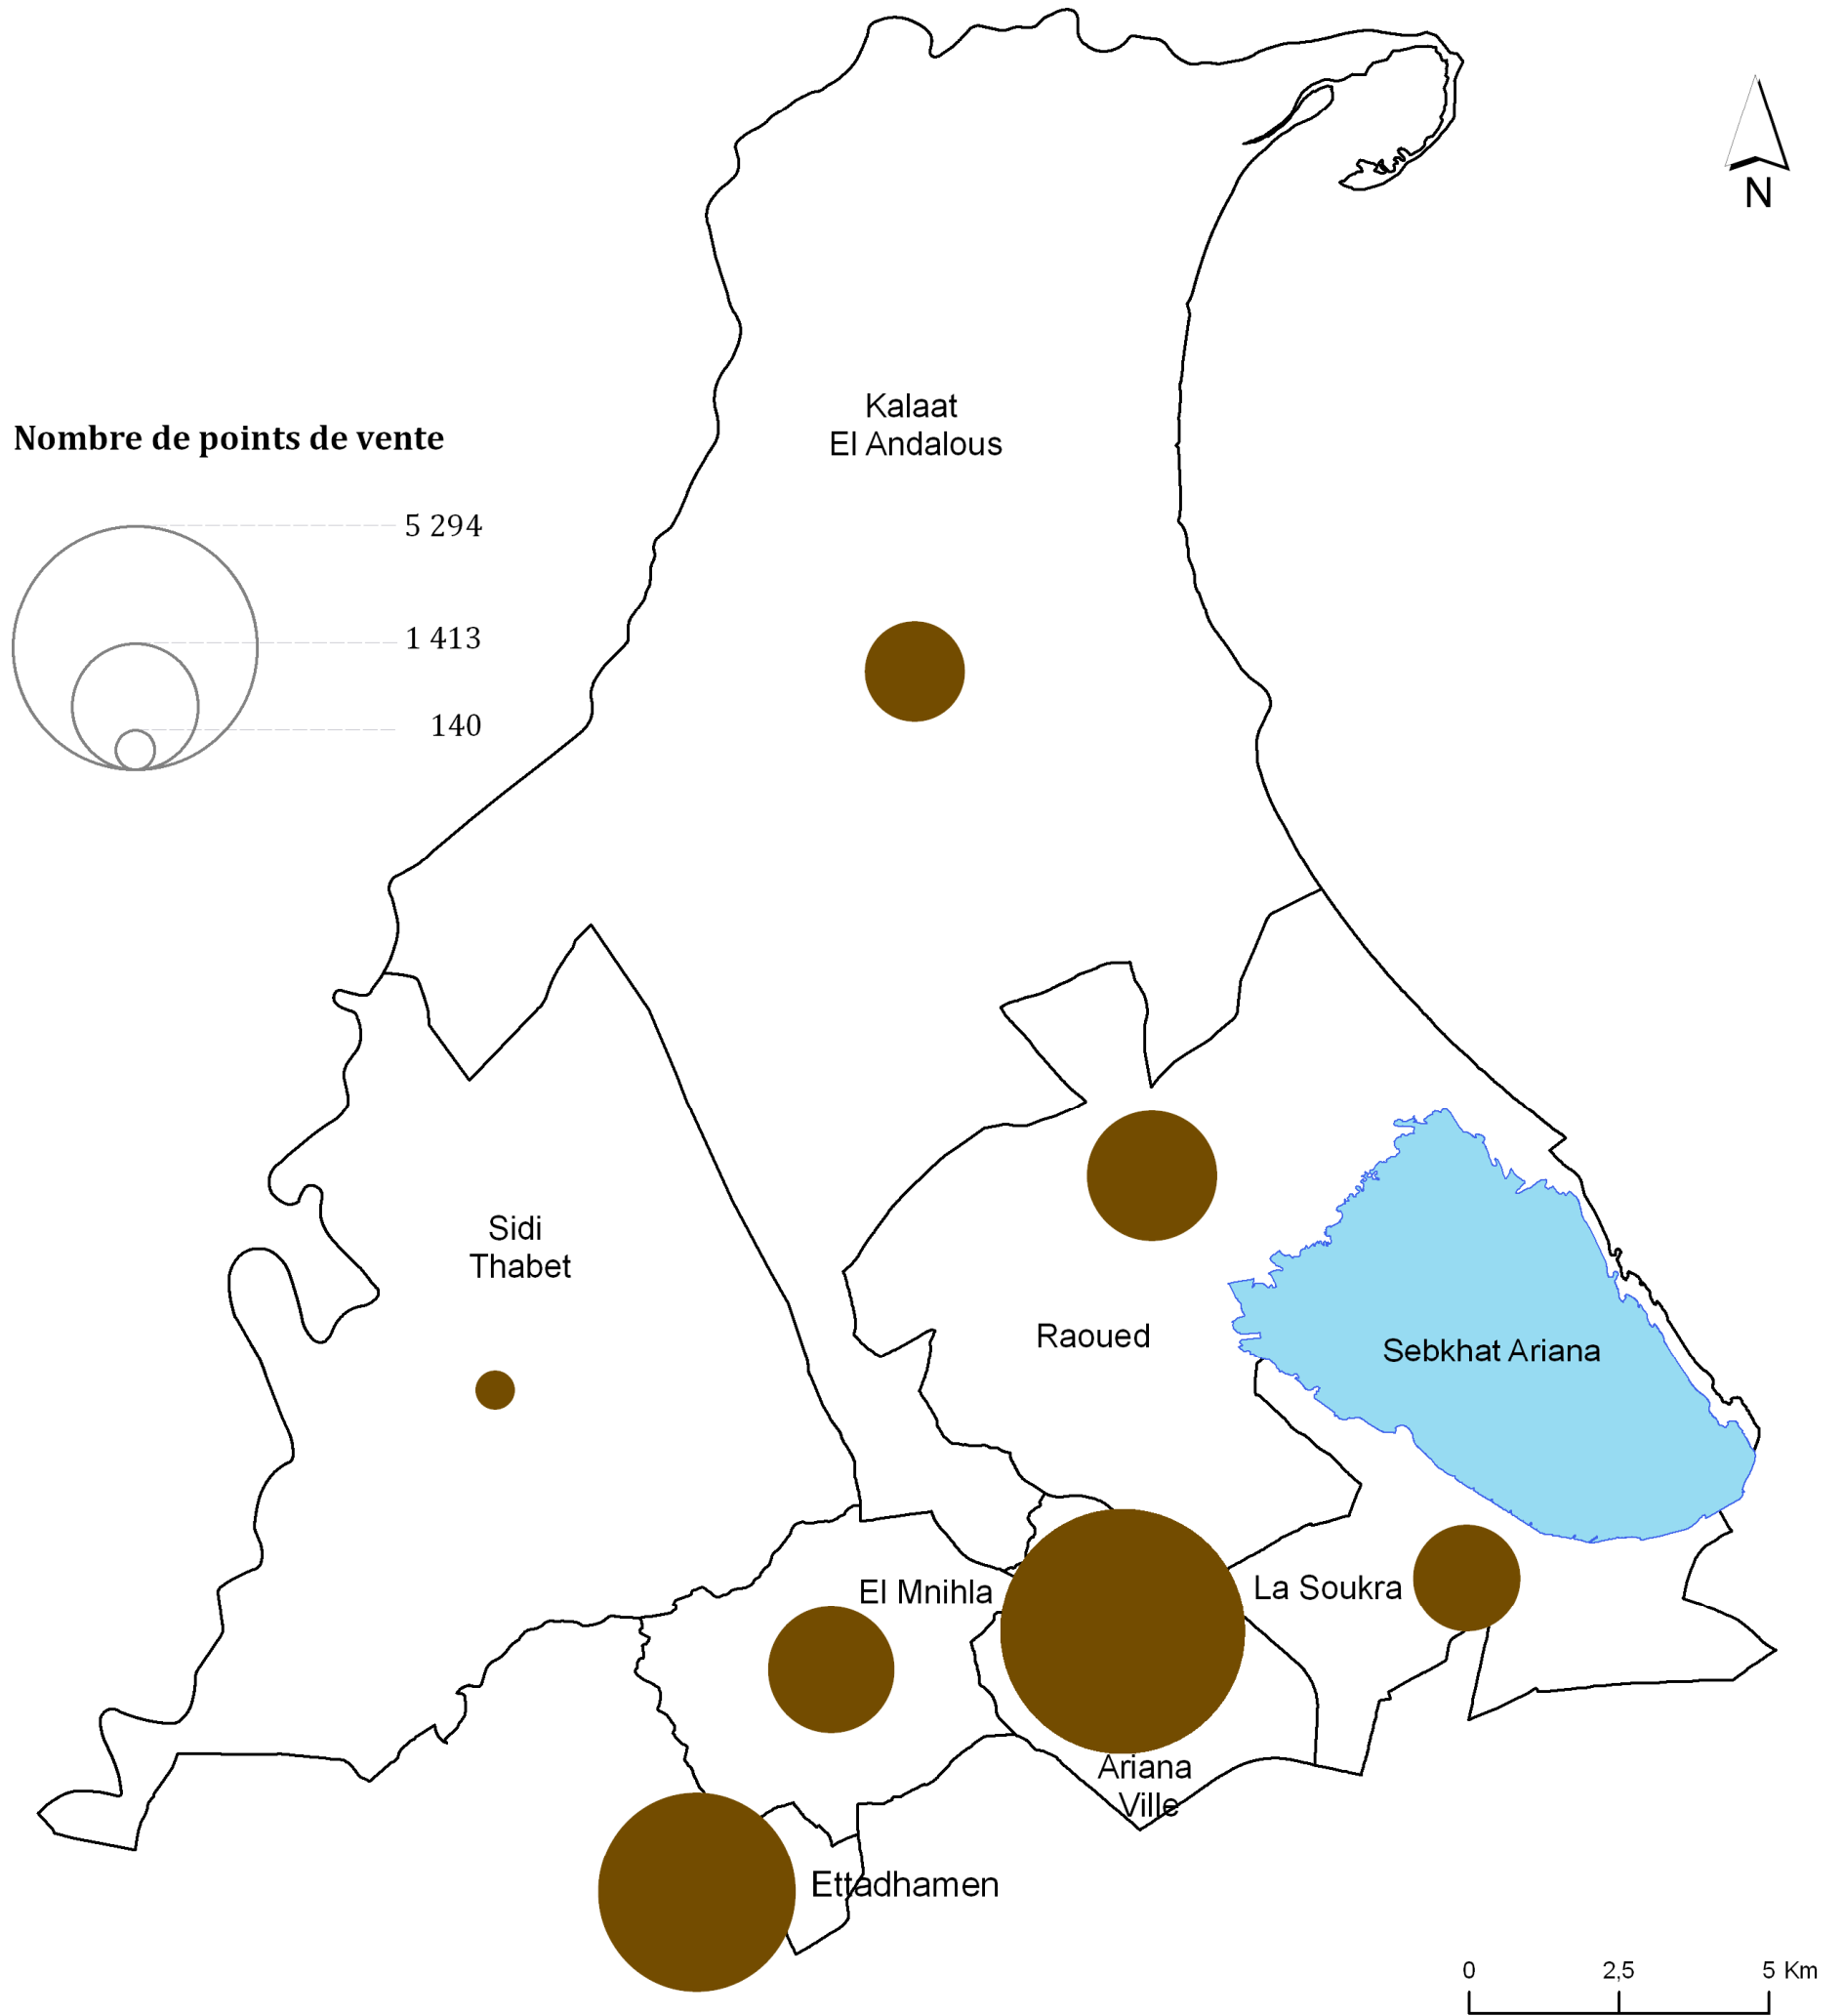 N
Kalaat
El Andalous
Nombre de points de vente
5 294
1 413
140
Sidi
Thabet
Raoued
Sebkhat Ariana
El Mnihla
La Soukra
Ariana
Ville
Ettadhamen
0 2,5 5 Km